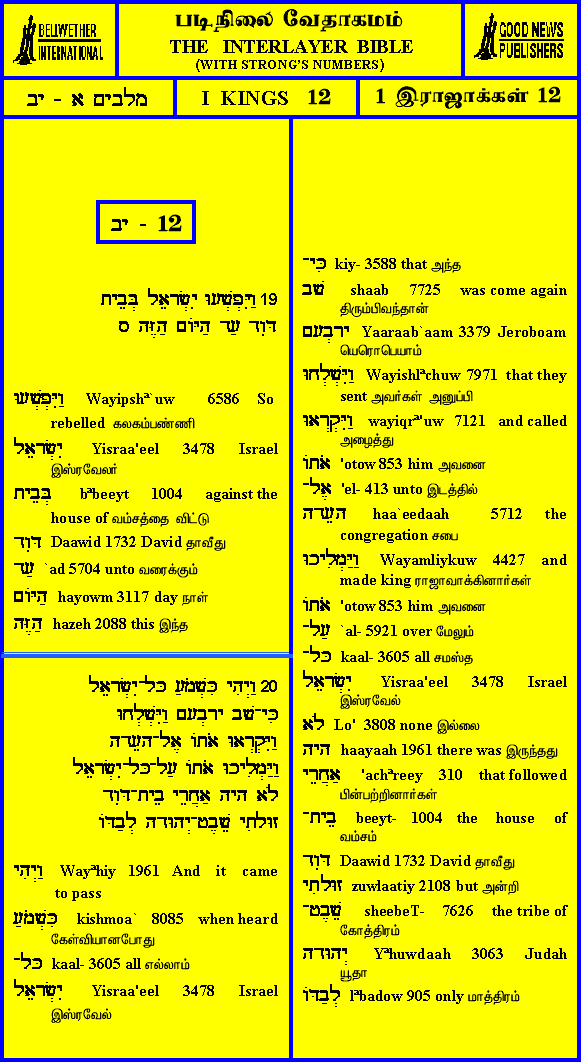 BELLWETHER
INTERNATIONAL
படிநிலை வேதாகமம்
THE INTERLAYER BIBLE
(WITH STRONG'S NUMBERS)
GOOD NEWS
PUBLISHERS
מלכים א - יב
I KINGS 12
1 இராஜாக்கள் 12
יב - 12
19 וַיִּפְשְׁעוּ יִשְׂרָאֵל בְּבֵית
דָּוִד עַד הַיּוֹם הַזֶּה ס
וַיִּפְשְׁעוּ Wayipshª`uw 6586 So
rebelled கலகம்பண்ணி
יִשְׂרָאֵל Yisraa'eel 3478 Israel
இஸ்ரவேலர்
בְּבֵית bªbeeyt 1004 against the
house of வம்சத்தை விட்டு
דָּוִד Daawid 1732 David தாவீது
עַד `ad 5704 unto வரைக்கும்
הַיּוֹם hayowm 3117 day நாள்
הַזֶּה hazeh 2088 this இந்த
20 וַיְהִי כִּשְׁמֹעַ כָּל־יִשְׂרָאֵל
כִּי־שָׁב יָרָבְעָם וַיִּשְׁלְחוּ
וַיִּקְרְאוּ אֹתוֹ אֶל־הָעֵדָה
וַיַּמְלִיכוּ אֹתוֹ עַל־כָּל־יִשְׂרָאֵל
לֹא הָיָה אַחֲרֵי בֵית־דָּוִד
זוּלָתִי שֵׁבֶט־יְהוּדָה לְבַדּוֹ
וַיְהִי Wayªhiy 1961 And it came
to pass
כִּשְׁמֹעַ kishmoa` 8085 when heard
கேள்வியானபோது
כָּל־ kaal- 3605 all எல்லாம்
יִשְׂרָאֵל Yisraa'eel 3478 Israel
இஸ்ரவேல்
כִּי־ kiy- 3588 that அந்த
שָׁב shaab 7725 was come again
திரும்பிவந்தான்
יָרָבְעָם Yaaraab`aam 3379 Jeroboam
யெரொபெயாம்
וַיִּשְׁלְחוּ Wayishlªchuw 7971 that they
sent அவர்கள் அனுப்பி
וַיִּקְרְאוּ wayiqrª'uw 7121 and called
அழைத்து
אֹתוֹ 'otow 853 him அவனை
אֶל־ 'el- 413 unto இடத்தில்
הָעֵדָה haa`eedaah 5712 the
congregation சபை
וַיַּמְלִיכוּ Wayamliykuw 4427 and
made king ராஜாவாக்கினார்கள்
אֹתוֹ 'otow 853 him அவனை
עַל־ `al- 5921 over மேலும்
כָּל־ kaal- 3605 all சமஸ்த
יִשְׂרָאֵל Yisraa'eel 3478 Israel
இஸ்ரவேல்
לֹא Lo' 3808 none இல்லை
הָיָה haayaah 1961 there was இருந்தது
אַחֲרֵי 'achªreey 310 that followed
பின்பற்றினார்கள்
בֵית־ beeyt- 1004 the house of
வம்சம்
דָּוִד Daawid 1732 David தாவீது
זוּלָתִי zuwlaatiy 2108 but அன்றி
שֵׁבֶט־ sheebeT- 7626 the tribe of
கோத்திரம்
יְהוּדָה Yªhuwdaah 3063 Judah
யூதா
לְבַדּוֹ lªbadow 905 only மாத்திரம்